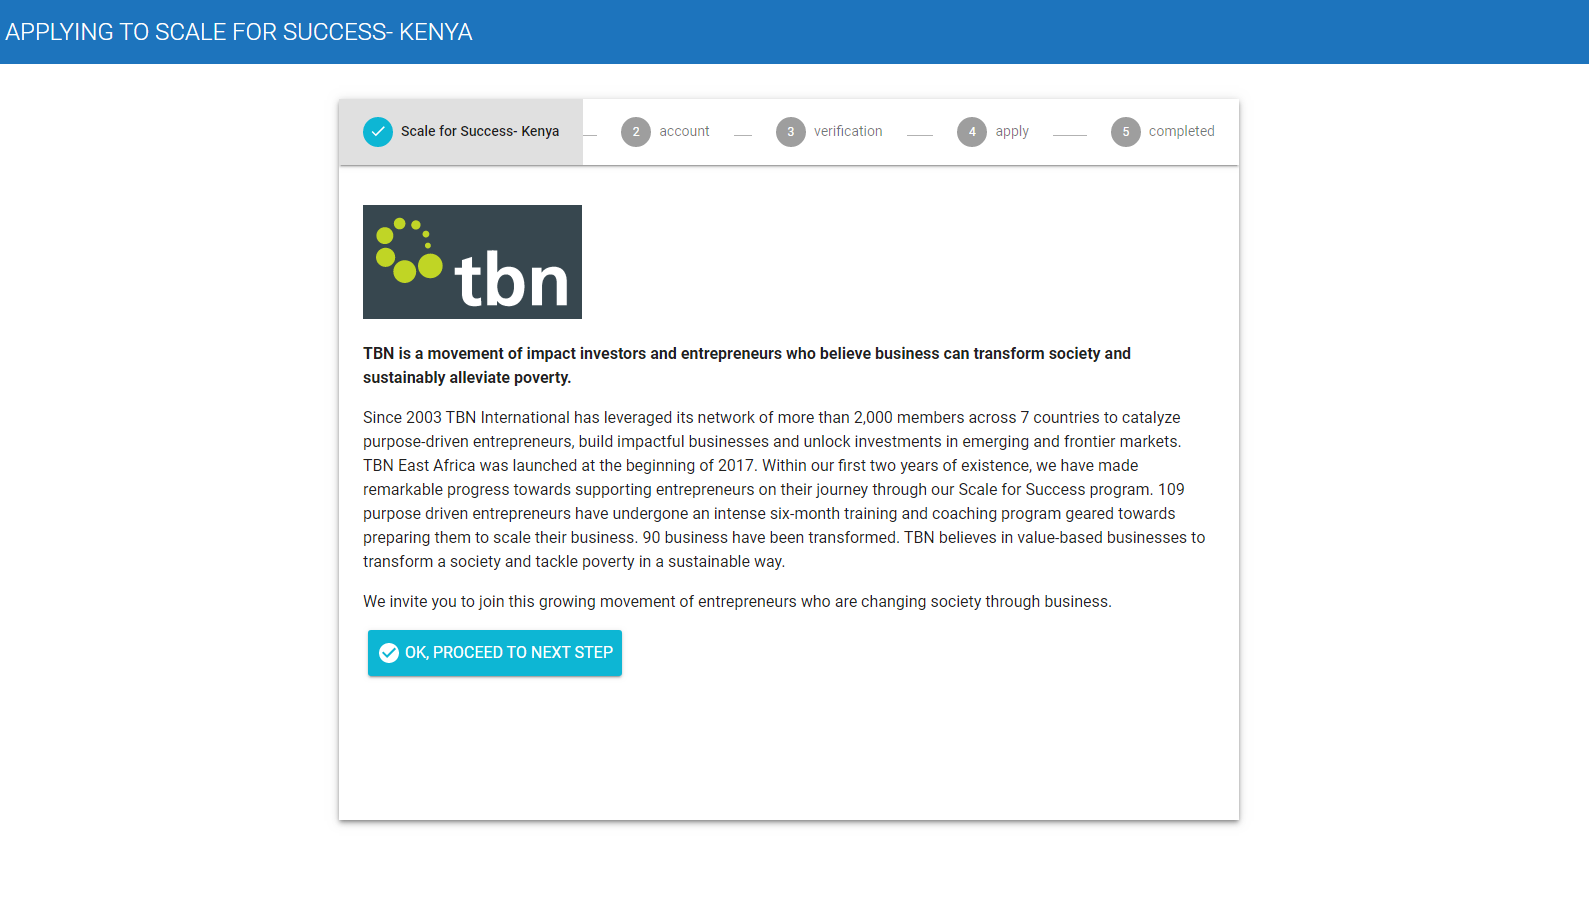 APPLYING TO SCALE FOR SUCCESS- KENYA
Scale for Success- Kenya
2 account
3 verification
4 apply
5 completed
tbn
TBN is a movement of impact investors and entrepreneurs who believe business can transform society and
sustainably alleviate poverty.
Since 2003 TBN International has leveraged its network of more than 2,000 members across 7 countries to catalyze
purpose-driven entrepreneurs, build impactful businesses and unlock investments in emerging and frontier markets.
TBN East Africa was launched at the beginning of 2017. Within our first two years of existence, we have made
remarkable progress towards supporting entrepreneurs on their journey through our Scale for Success program. 109
purpose driven entrepreneurs have undergone an intense six-month training and coaching program geared towards
preparing them to scale their business. 90 business have been transformed. TBN believes in value-based businesses to
transform a society and tackle poverty in a sustainable way.
We invite you to join this growing movement of entrepreneurs who are changing society through business.
OK, PROCEED TO NEXT STEP